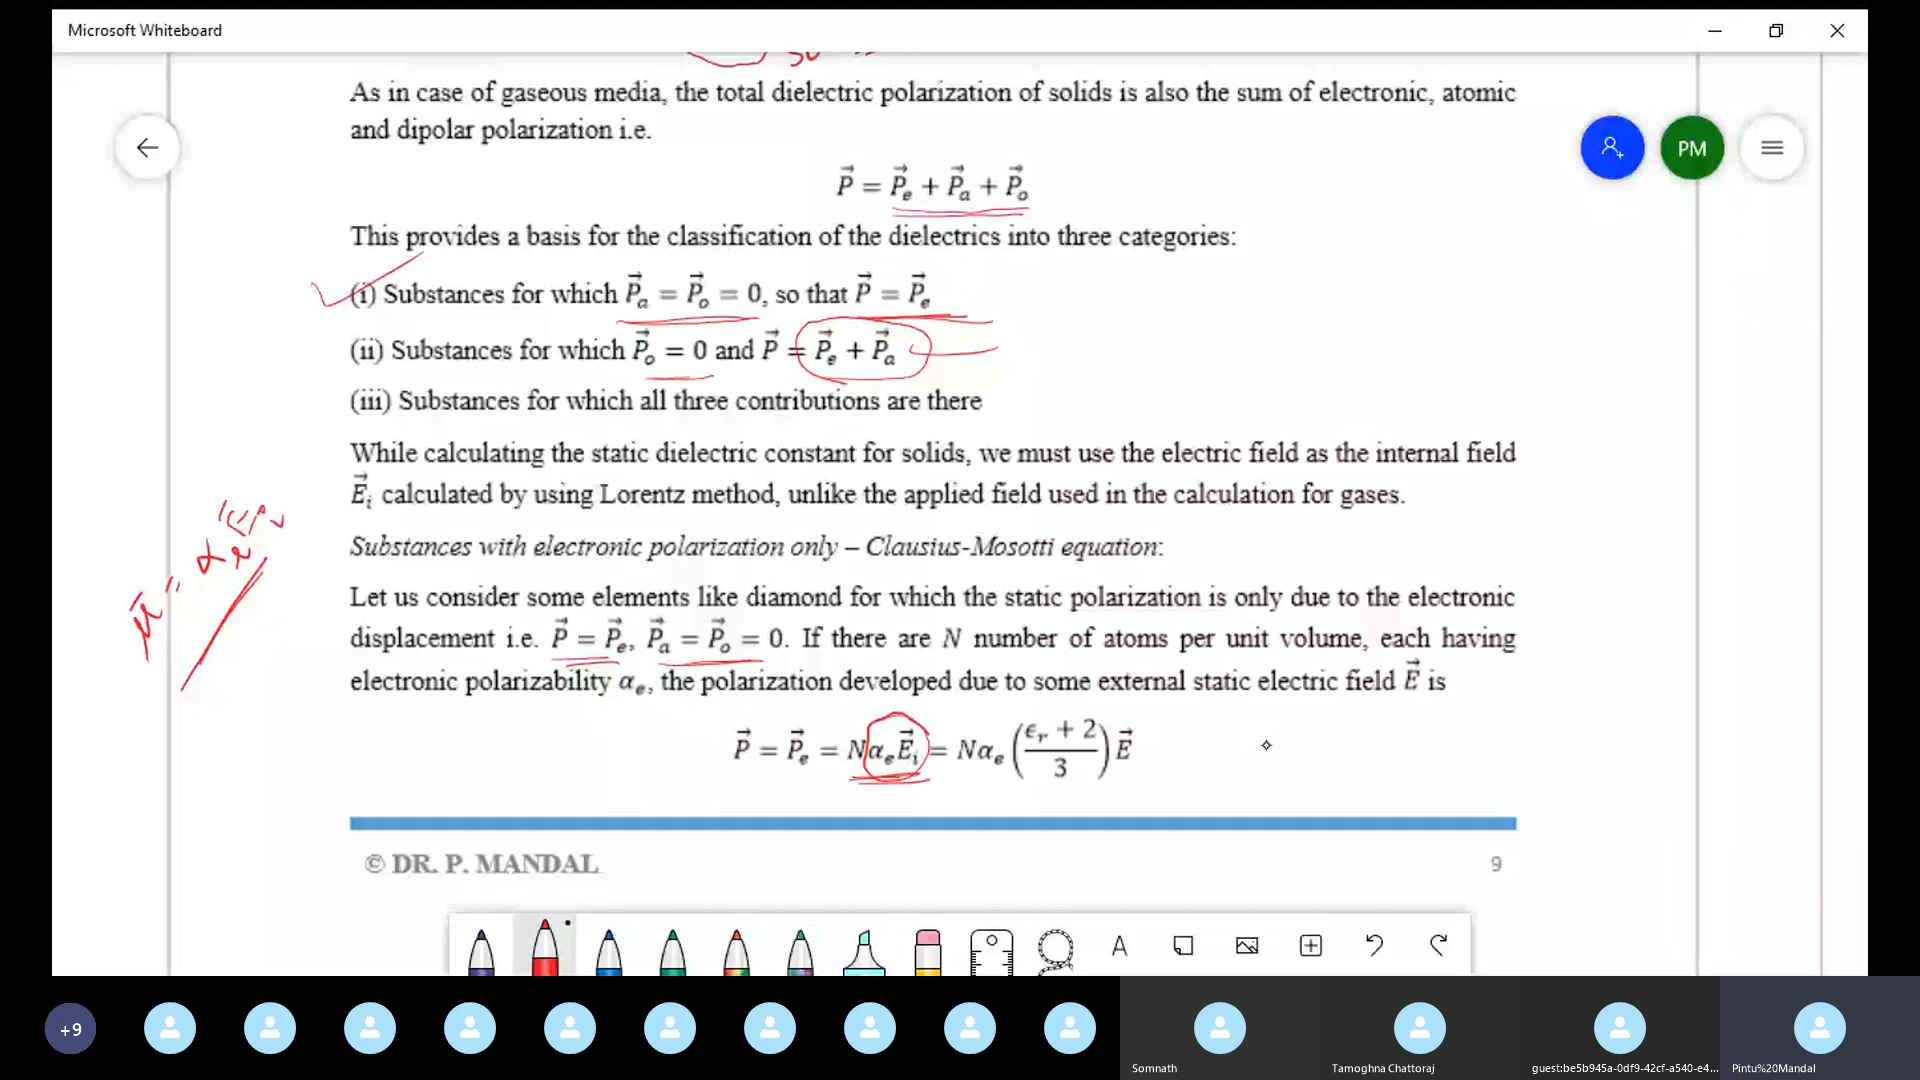 Microsoft Whiteboard
As in case of gaseous media, the total dielectric polarization of solids is also the sum of electronic, atomic
and dipolar polarization i.e.
PM
P⃗ = P⃗ₑ + P⃗ₐ + P⃗ₒ
This provides a basis for the classification of the dielectrics into three categories:
(i) Substances for which P⃗ₐ = P⃗ₒ = 0, so that P⃗ = P⃗ₑ
(ii) Substances for which P⃗ₒ = 0 and P⃗ = P⃗ₑ + P⃗ₐ
(iii) Substances for which all three contributions are there
While calculating the static dielectric constant for solids, we must use the electric field as the internal field
E⃗ᵢ calculated by using Lorentz method, unlike the applied field used in the calculation for gases.
Substances with electronic polarization only – Clausius-Mosotti equation:
Let us consider some elements like diamond for which the static polarization is only due to the electronic
displacement i.e. P⃗ = P⃗ₑ, P⃗ₐ = P⃗ₒ = 0. If there are N number of atoms per unit volume, each having
electronic polarizability αₑ, the polarization developed due to some external static electric field E⃗ is
P⃗ = P⃗ₑ = NαₑE⃗ᵢ = Nαₑ((ϵᵣ + 2)/3)E⃗
© DR. P. MANDAL 9
A
+9
Somnath
Tamoghna Chattoraj
guest:be5b945a-0df9-42cf-a540-e4...
Pintu%20Mandal